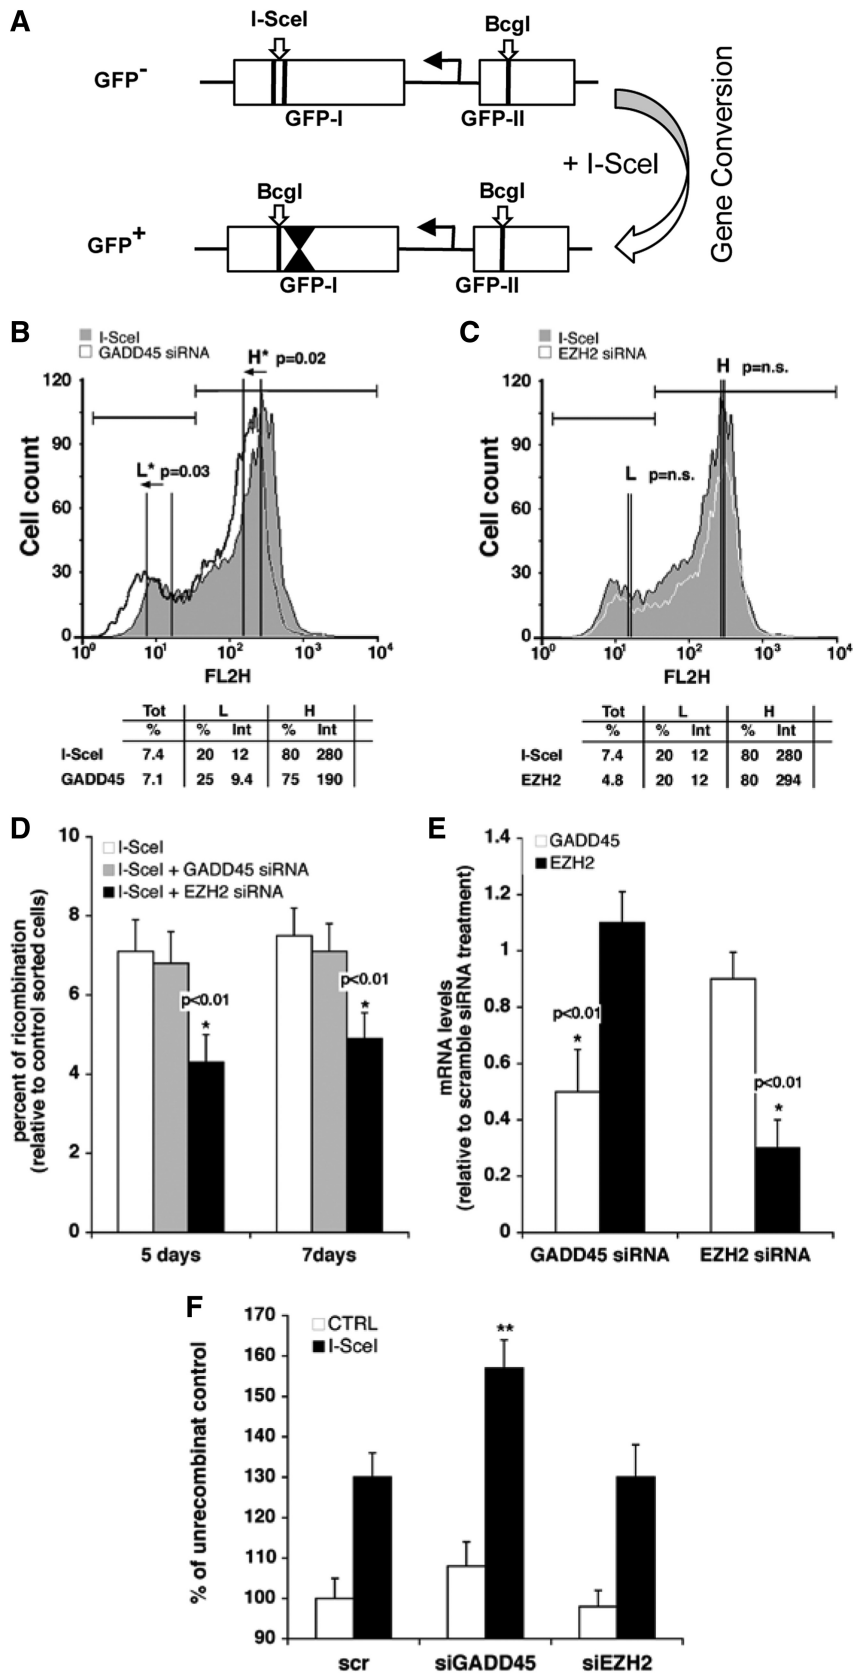 A
I-SceI
BcgI
GFP-
GFP-I
GFP-II
+ I-SceI
Gene Conversion
BcgI
BcgI
GFP+
GFP-I
GFP-II
B
I-SceI
GADD45 siRNA
H* p=0.02
L* p=0.03
120
90
60
30
0
Cell count
100
101
102
103
104
FL2H
Tot L H
% % Int % Int
I-SceI 7.4 20 12 80 280
GADD45 7.1 25 9.4 75 190
C
I-SceI
EZH2 siRNA
H p=n.s.
L p=n.s.
120
90
60
30
0
Cell count
100
101
102
103
104
FL2H
Tot L H
% % Int % Int
I-SceI 7.4 20 12 80 280
EZH2 4.8 20 12 80 294
D
I-SceI
I-SceI + GADD45 siRNA
I-SceI + EZH2 siRNA
10
8
6
4
2
0
percent of ricombination
(relative to control sorted cells)
p<0.01
*
p<0.01
*
5 days
7days
E
GADD45
EZH2
1.4
1.2
1
0.8
0.6
0.4
0.2
0
mRNA levels
(relative to scramble siRNA treatment)
p<0.01
*
p<0.01
*
GADD45 siRNA
EZH2 siRNA
F
CTRL
I-SceI
170
160
150
140
130
120
110
100
90
% of unrecombinat control
**
scr
siGADD45
siEZH2